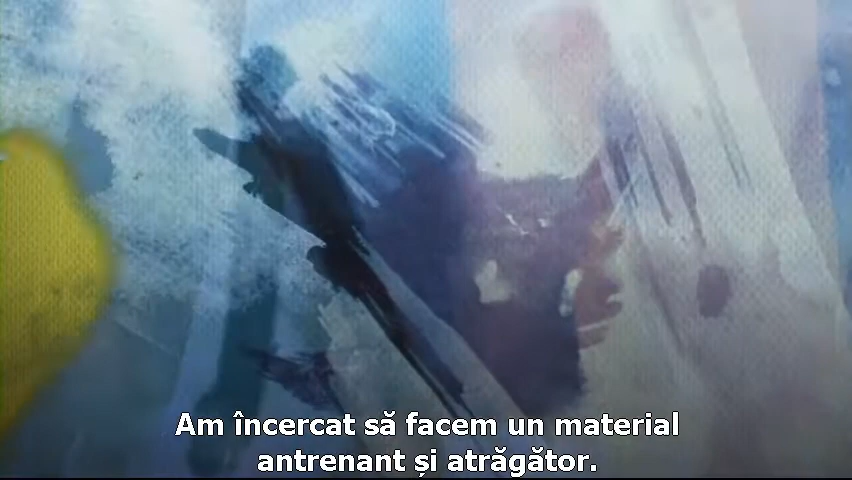 Am încercat să facem un material
antrenant și atrăgător.